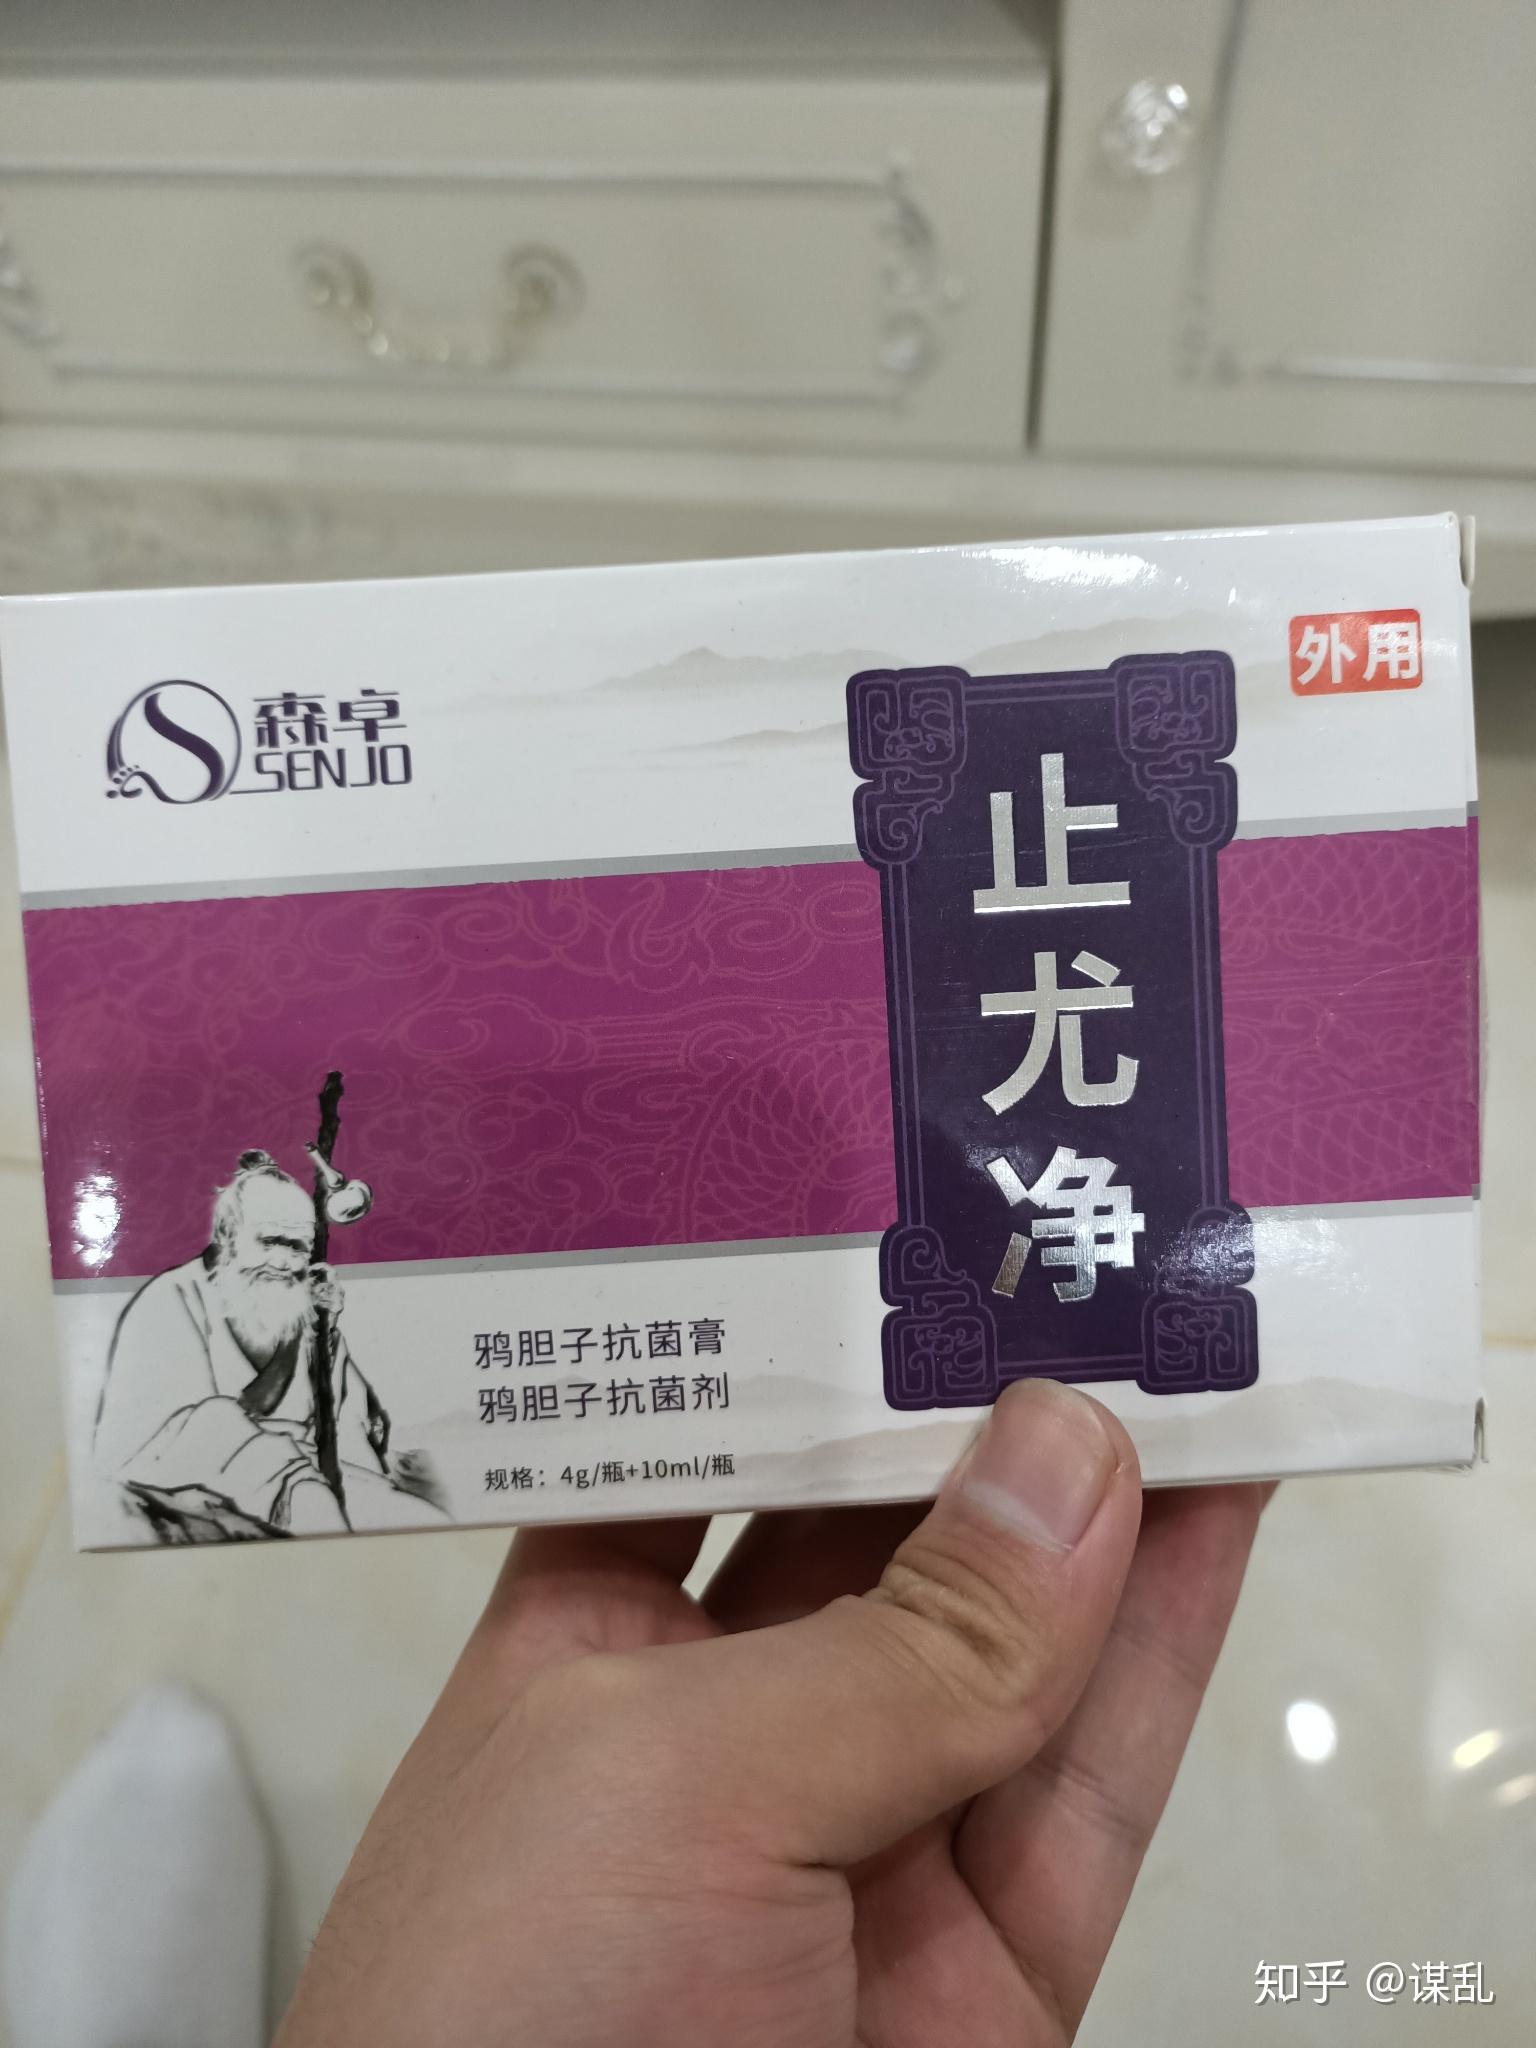 森卓
SENJO
外用
止尤净
鸦胆子抗菌膏
鸦胆子抗菌剂
规格：4g/瓶+10ml/瓶
知乎 @谋乱